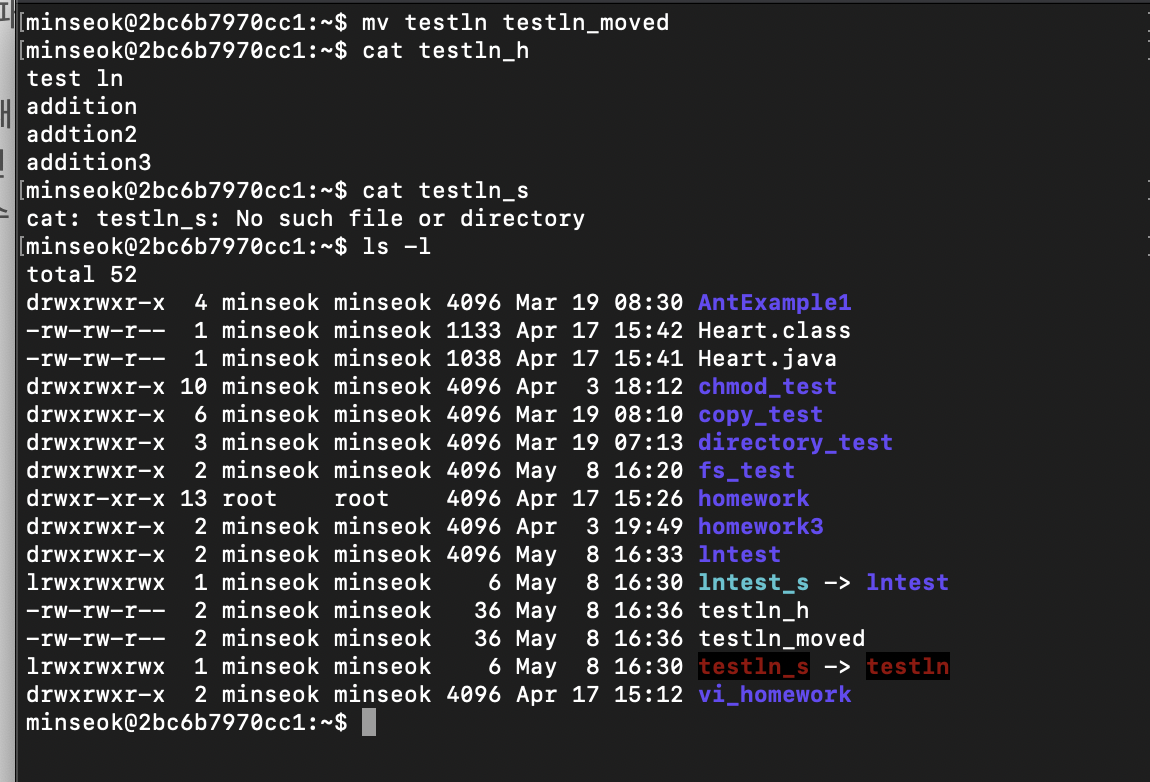 [minseok@2bc6b7970cc1:~$ mv testln testln_moved
[minseok@2bc6b7970cc1:~$ cat testln_h
test ln
addition
addtion2
addition3
[minseok@2bc6b7970cc1:~$ cat testln_s
cat: testln_s: No such file or directory
[minseok@2bc6b7970cc1:~$ ls -l
total 52
drwxrwxr-x  4 minseok minseok 4096 Mar 19 08:30 AntExample1
-rw-rw-r--  1 minseok minseok 1133 Apr 17 15:42 Heart.class
-rw-rw-r--  1 minseok minseok 1038 Apr 17 15:41 Heart.java
drwxrwxr-x 10 minseok minseok 4096 Apr  3 18:12 chmod_test
drwxrwxr-x  6 minseok minseok 4096 Mar 19 08:10 copy_test
drwxrwxr-x  3 minseok minseok 4096 Mar 19 07:13 directory_test
drwxrwxr-x  2 minseok minseok 4096 May  8 16:20 fs_test
drwxr-xr-x 13 root    root    4096 Apr 17 15:26 homework
drwxrwxr-x  2 minseok minseok 4096 Apr  3 19:49 homework3
drwxrwxr-x  2 minseok minseok 4096 May  8 16:33 lntest
lrwxrwxrwx  1 minseok minseok    6 May  8 16:30 lntest_s -> lntest
-rw-rw-r--  2 minseok minseok   36 May  8 16:36 testln_h
-rw-rw-r--  2 minseok minseok   36 May  8 16:36 testln_moved
lrwxrwxrwx  1 minseok minseok    6 May  8 16:30 testln_s -> testln
drwxrwxr-x  2 minseok minseok 4096 Apr 17 15:12 vi_homework
minseok@2bc6b7970cc1:~$